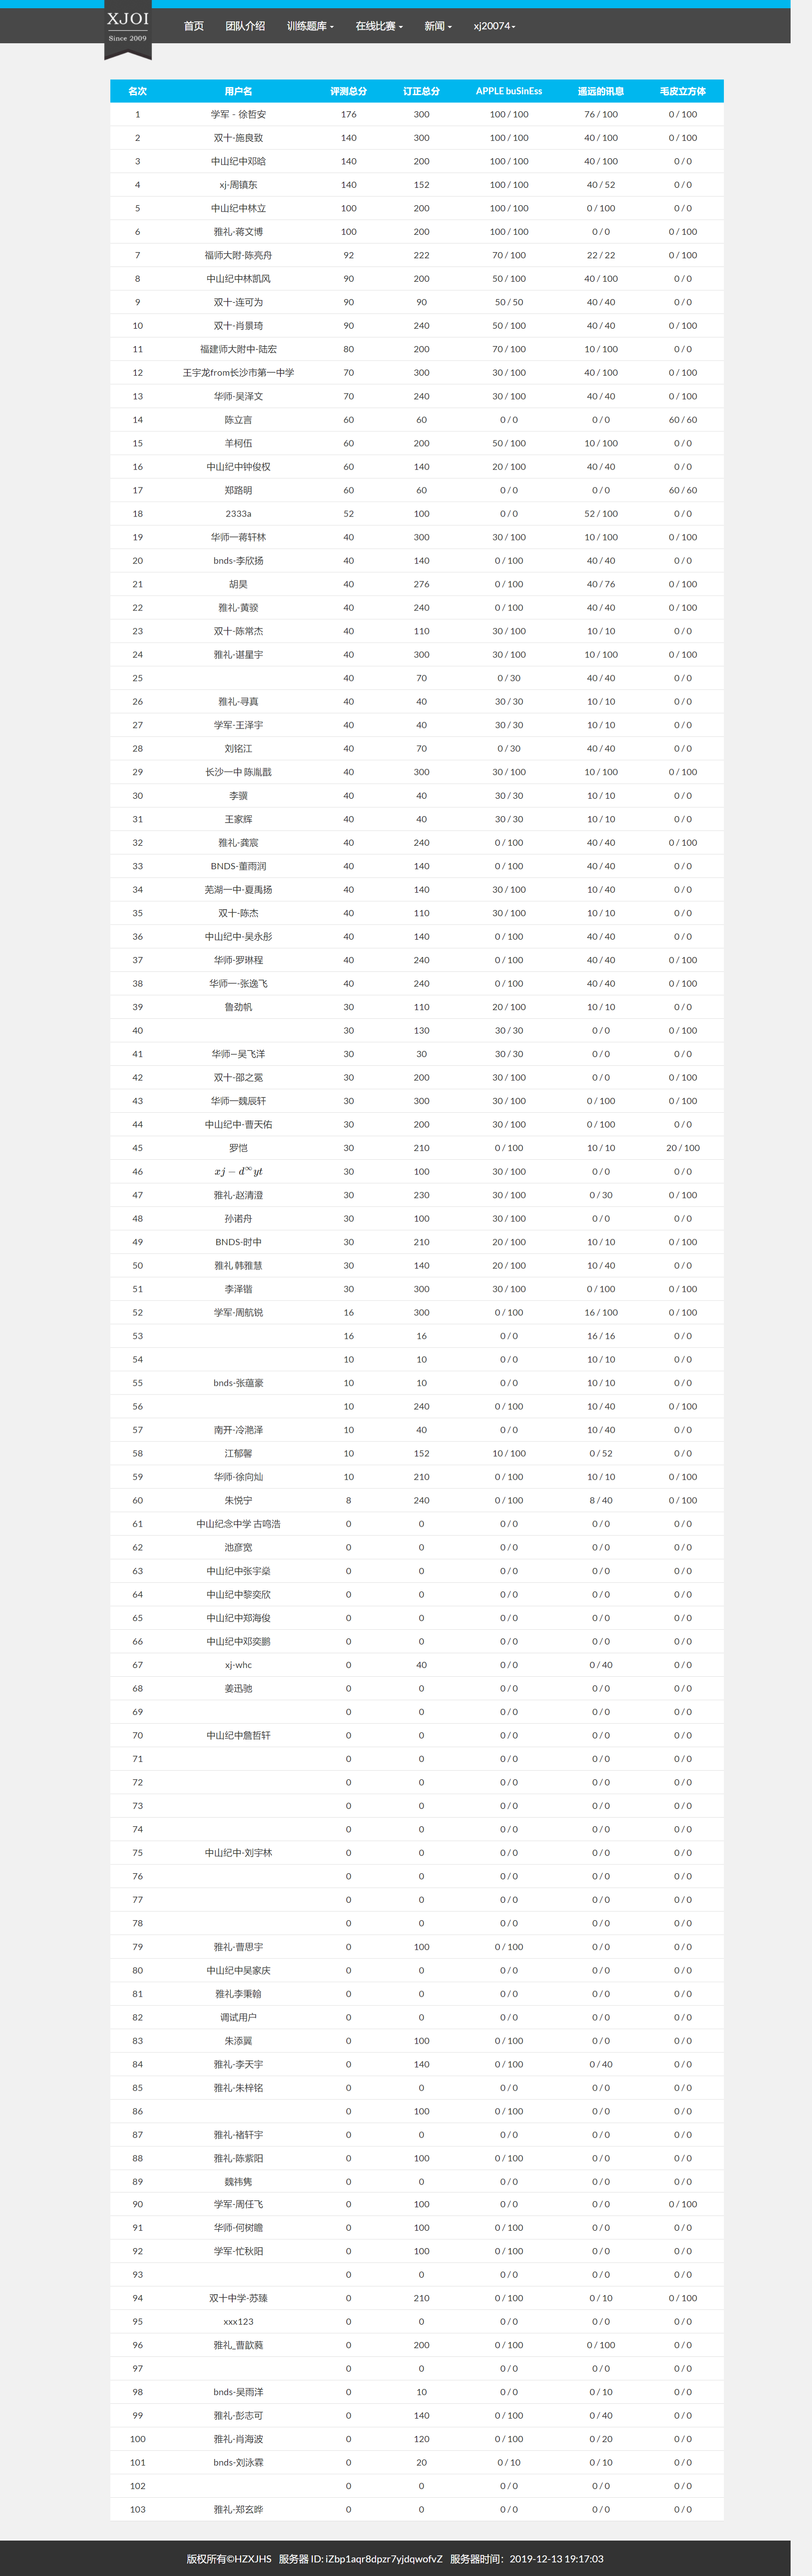 XJOI
Since 2009
首页 团队介绍 训练题库 在线比赛 新闻 xj20074
名次 用户名 评测总分 订正总分 APPLE buSinEss 遥远的讯息 毛皮立方体
1 学军 - 徐哲安 176 300 100 / 100 76 / 100 0 / 100
2 双十-施良致 140 300 100 / 100 40 / 100 0 / 100
3 中山纪中邓晗 140 200 100 / 100 40 / 100 0 / 0
4 xj-周镇东 140 152 100 / 100 40 / 52 0 / 0
5 中山纪中林立 100 200 100 / 100 0 / 100 0 / 0
6 雅礼-蒋文博 100 200 100 / 100 0 / 0 0 / 100
7 福师大附-陈亮舟 92 222 70 / 100 22 / 22 0 / 100
8 中山纪中林凯风 90 200 50 / 100 40 / 100 0 / 0
9 双十-连可为 90 90 50 / 50 40 / 40 0 / 0
10 双十-肖景琦 90 240 50 / 100 40 / 40 0 / 100
11 福建师大附中-陆宏 80 200 70 / 100 10 / 100 0 / 0
12 王宇龙from长沙市第一中学 70 300 30 / 100 40 / 100 0 / 100
13 华师-吴泽文 70 240 30 / 100 40 / 40 0 / 100
14 陈立言 60 60 0 / 0 0 / 0 60 / 60
15 羊柯伍 60 200 50 / 100 10 / 100 0 / 0
16 中山纪中钟俊权 60 140 20 / 100 40 / 40 0 / 0
17 郑路明 60 60 0 / 0 0 / 0 60 / 60
18 2333a 52 100 0 / 0 52 / 100 0 / 0
19 华师一蒋轩林 40 300 30 / 100 10 / 100 0 / 100
20 bnds-李欣扬 40 140 0 / 100 40 / 40 0 / 0
21 胡昊 40 276 0 / 100 40 / 76 0 / 100
22 雅礼-黄骏 40 240 0 / 100 40 / 40 0 / 100
23 双十-陈常杰 40 110 30 / 100 10 / 10 0 / 0
24 雅礼-谌星宇 40 300 30 / 100 10 / 100 0 / 100
25 40 70 0 / 30 40 / 40 0 / 0
26 雅礼-寻真 40 40 30 / 30 10 / 10 0 / 0
27 学军-王泽宇 40 40 30 / 30 10 / 10 0 / 0
28 刘铭江 40 70 0 / 30 40 / 40 0 / 0
29 长沙一中 陈胤戬 40 300 30 / 100 10 / 100 0 / 100
30 李骥 40 40 30 / 30 10 / 10 0 / 0
31 王家辉 40 40 30 / 30 10 / 10 0 / 0
32 雅礼-龚宸 40 240 0 / 100 40 / 40 0 / 100
33 BNDS-董雨润 40 140 0 / 100 40 / 40 0 / 0
34 芜湖一中-夏禹扬 40 140 30 / 100 10 / 40 0 / 0
35 双十-陈杰 40 110 30 / 100 10 / 10 0 / 0
36 中山纪中-吴永彤 40 140 0 / 100 40 / 40 0 / 0
37 华师-罗琳程 40 240 0 / 100 40 / 40 0 / 100
38 华师一-张逸飞 40 240 0 / 100 40 / 40 0 / 100
39 鲁劲帆 30 110 20 / 100 10 / 10 0 / 0
40 30 130 30 / 30 0 / 0 0 / 100
41 华师—吴飞洋 30 30 30 / 30 0 / 0 0 / 0
42 双十-邵之冕 30 200 30 / 100 0 / 0 0 / 100
43 华师一魏辰轩 30 300 30 / 100 0 / 100 0 / 100
44 中山纪中-曹天佑 30 200 30 / 100 0 / 100 0 / 0
45 罗恺 30 210 0 / 100 10 / 10 20 / 100
46 xj − d∞yt 30 100 30 / 100 0 / 0 0 / 0
47 雅礼-赵清澄 30 230 30 / 100 0 / 30 0 / 100
48 孙诺舟 30 100 30 / 100 0 / 0 0 / 0
49 BNDS-时中 30 210 20 / 100 10 / 10 0 / 100
50 雅礼 韩雅慧 30 140 20 / 100 10 / 40 0 / 0
51 李泽锴 30 300 30 / 100 0 / 100 0 / 100
52 学军-周航锐 16 300 0 / 100 16 / 100 0 / 100
53 16 16 0 / 0 16 / 16 0 / 0
54 10 10 0 / 0 10 / 10 0 / 0
55 bnds-张蕴豪 10 10 0 / 0 10 / 10 0 / 0
56 10 240 0 / 100 10 / 40 0 / 100
57 南开-冷滟泽 10 40 0 / 0 10 / 40 0 / 0
58 江郁馨 10 152 10 / 100 0 / 52 0 / 0
59 华师-徐向灿 10 210 0 / 100 10 / 10 0 / 100
60 朱悦宁 8 240 0 / 100 8 / 40 0 / 100
61 中山纪念中学 古鸣浩 0 0 0 / 0 0 / 0 0 / 0
62 池彦宽 0 0 0 / 0 0 / 0 0 / 0
63 中山纪中张宇燊 0 0 0 / 0 0 / 0 0 / 0
64 中山纪中黎奕欣 0 0 0 / 0 0 / 0 0 / 0
65 中山纪中郑海俊 0 0 0 / 0 0 / 0 0 / 0
66 中山纪中邓奕鹏 0 0 0 / 0 0 / 0 0 / 0
67 xj-whc 0 40 0 / 0 0 / 40 0 / 0
68 姜迅驰 0 0 0 / 0 0 / 0 0 / 0
69 0 0 0 / 0 0 / 0 0 / 0
70 中山纪中詹哲轩 0 0 0 / 0 0 / 0 0 / 0
71 0 0 0 / 0 0 / 0 0 / 0
72 0 0 0 / 0 0 / 0 0 / 0
73 0 0 0 / 0 0 / 0 0 / 0
74 0 0 0 / 0 0 / 0 0 / 0
75 中山纪中-刘宇林 0 0 0 / 0 0 / 0 0 / 0
76 0 0 0 / 0 0 / 0 0 / 0
77 0 0 0 / 0 0 / 0 0 / 0
78 0 0 0 / 0 0 / 0 0 / 0
79 雅礼-曹思宇 0 100 0 / 100 0 / 0 0 / 0
80 中山纪中吴家庆 0 0 0 / 0 0 / 0 0 / 0
81 雅礼李秉翰 0 0 0 / 0 0 / 0 0 / 0
82 调试用户 0 0 0 / 0 0 / 0 0 / 0
83 朱添翼 0 100 0 / 100 0 / 0 0 / 0
84 雅礼-李天宇 0 140 0 / 100 0 / 40 0 / 0
85 雅礼-朱梓铭 0 0 0 / 0 0 / 0 0 / 0
86 0 100 0 / 100 0 / 0 0 / 0
87 雅礼-褚轩宇 0 0 0 / 0 0 / 0 0 / 0
88 雅礼-陈紫阳 0 100 0 / 100 0 / 0 0 / 0
89 魏祎隽 0 0 0 / 0 0 / 0 0 / 0
90 学军-周任飞 0 100 0 / 0 0 / 0 0 / 100
91 华师-何树瞻 0 100 0 / 100 0 / 0 0 / 0
92 学军-忙秋阳 0 100 0 / 100 0 / 0 0 / 0
93 0 0 0 / 0 0 / 0 0 / 0
94 双十中学-苏臻 0 210 0 / 100 0 / 10 0 / 100
95 xxx123 0 0 0 / 0 0 / 0 0 / 0
96 雅礼_曹歆薇 0 200 0 / 100 0 / 100 0 / 0
97 0 0 0 / 0 0 / 0 0 / 0
98 bnds-吴雨洋 0 10 0 / 0 0 / 10 0 / 0
99 雅礼-彭志可 0 140 0 / 100 0 / 40 0 / 0
100 雅礼-肖海波 0 120 0 / 100 0 / 20 0 / 0
101 bnds-刘泳霖 0 20 0 / 10 0 / 10 0 / 0
102 0 0 0 / 0 0 / 0 0 / 0
103 雅礼-郑玄晔 0 0 0 / 0 0 / 0 0 / 0
版权所有©HZXJHS 服务器 ID: iZbp1aqr8dpzr7yjdqwofvZ 服务器时间：2019-12-13 19:17:03